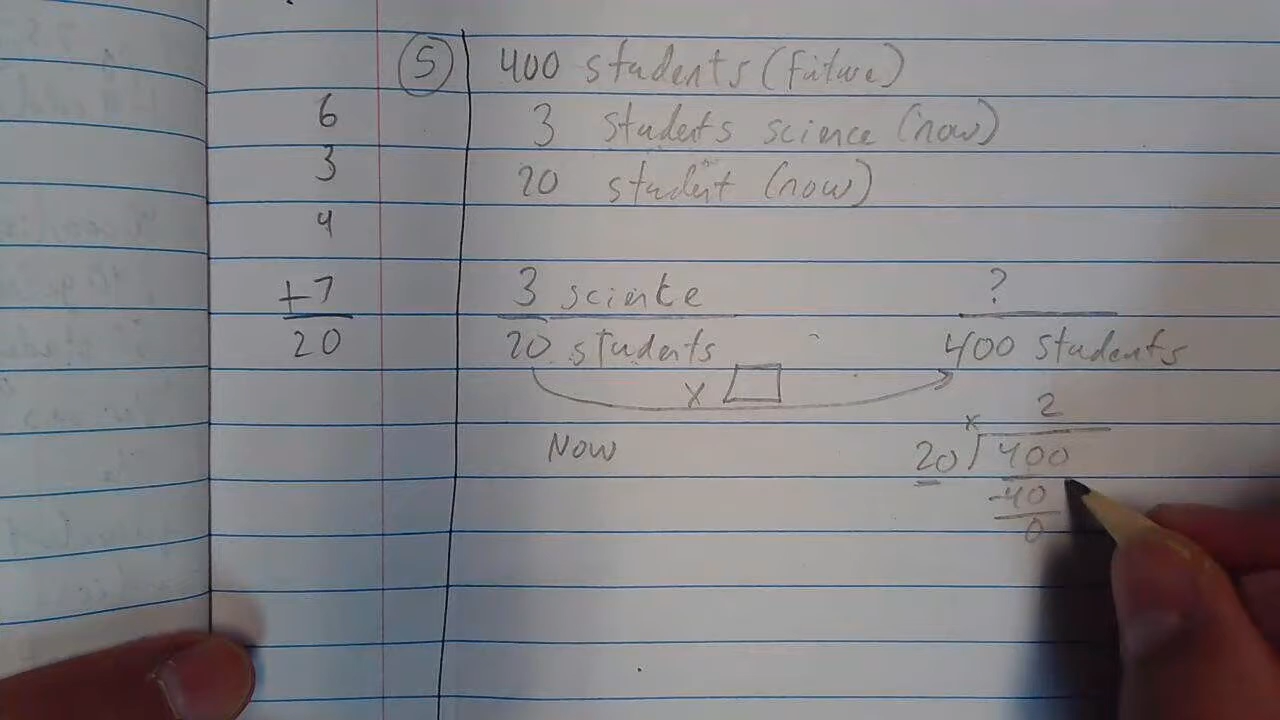 5
400 students (future)
6
3 students science (now)
3
20 student (now)
4
+7
20
3 science
20 students
?
400 students
x
Now
2
x
20 400
-40
0